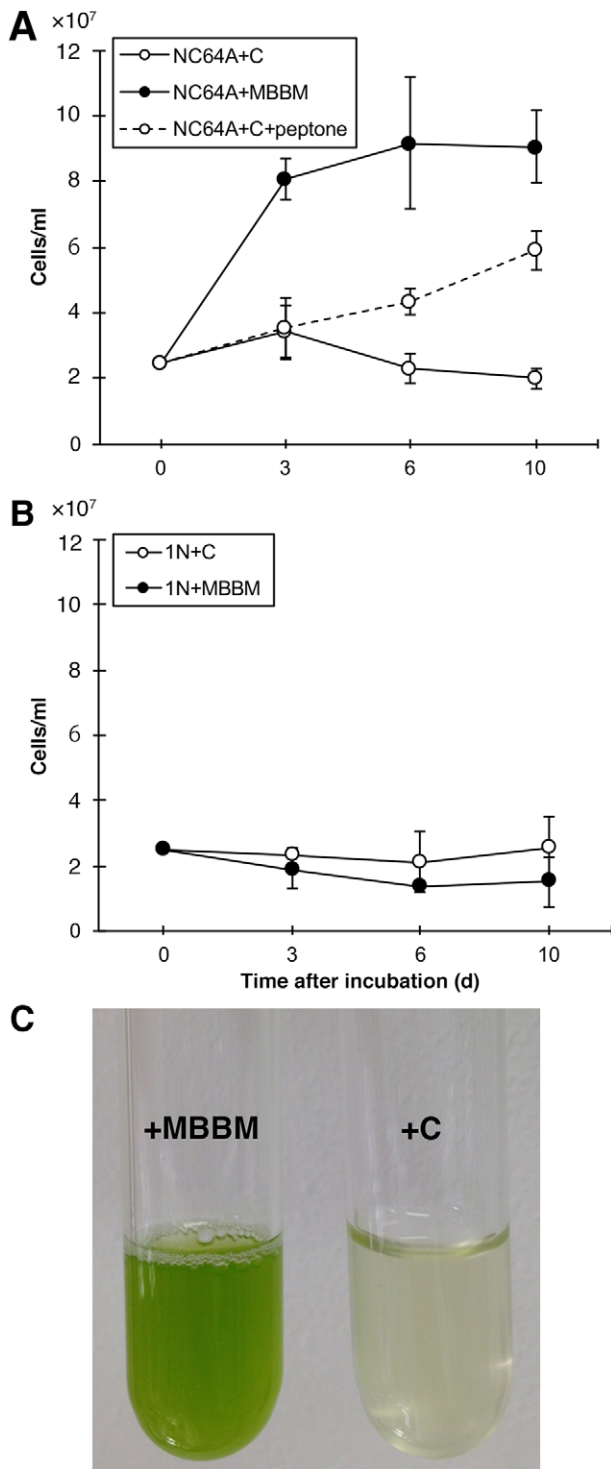 A
×10⁷
NC64A+C
NC64A+MBBM
NC64A+C+peptone
12
10
8
6
4
2
0
Cells/ml
0 3 6 10
B
×10⁷
1N+C
1N+MBBM
12
10
8
6
4
2
0
Cells/ml
0 3 6 10
Time after incubation (d)
C
+MBBM +C